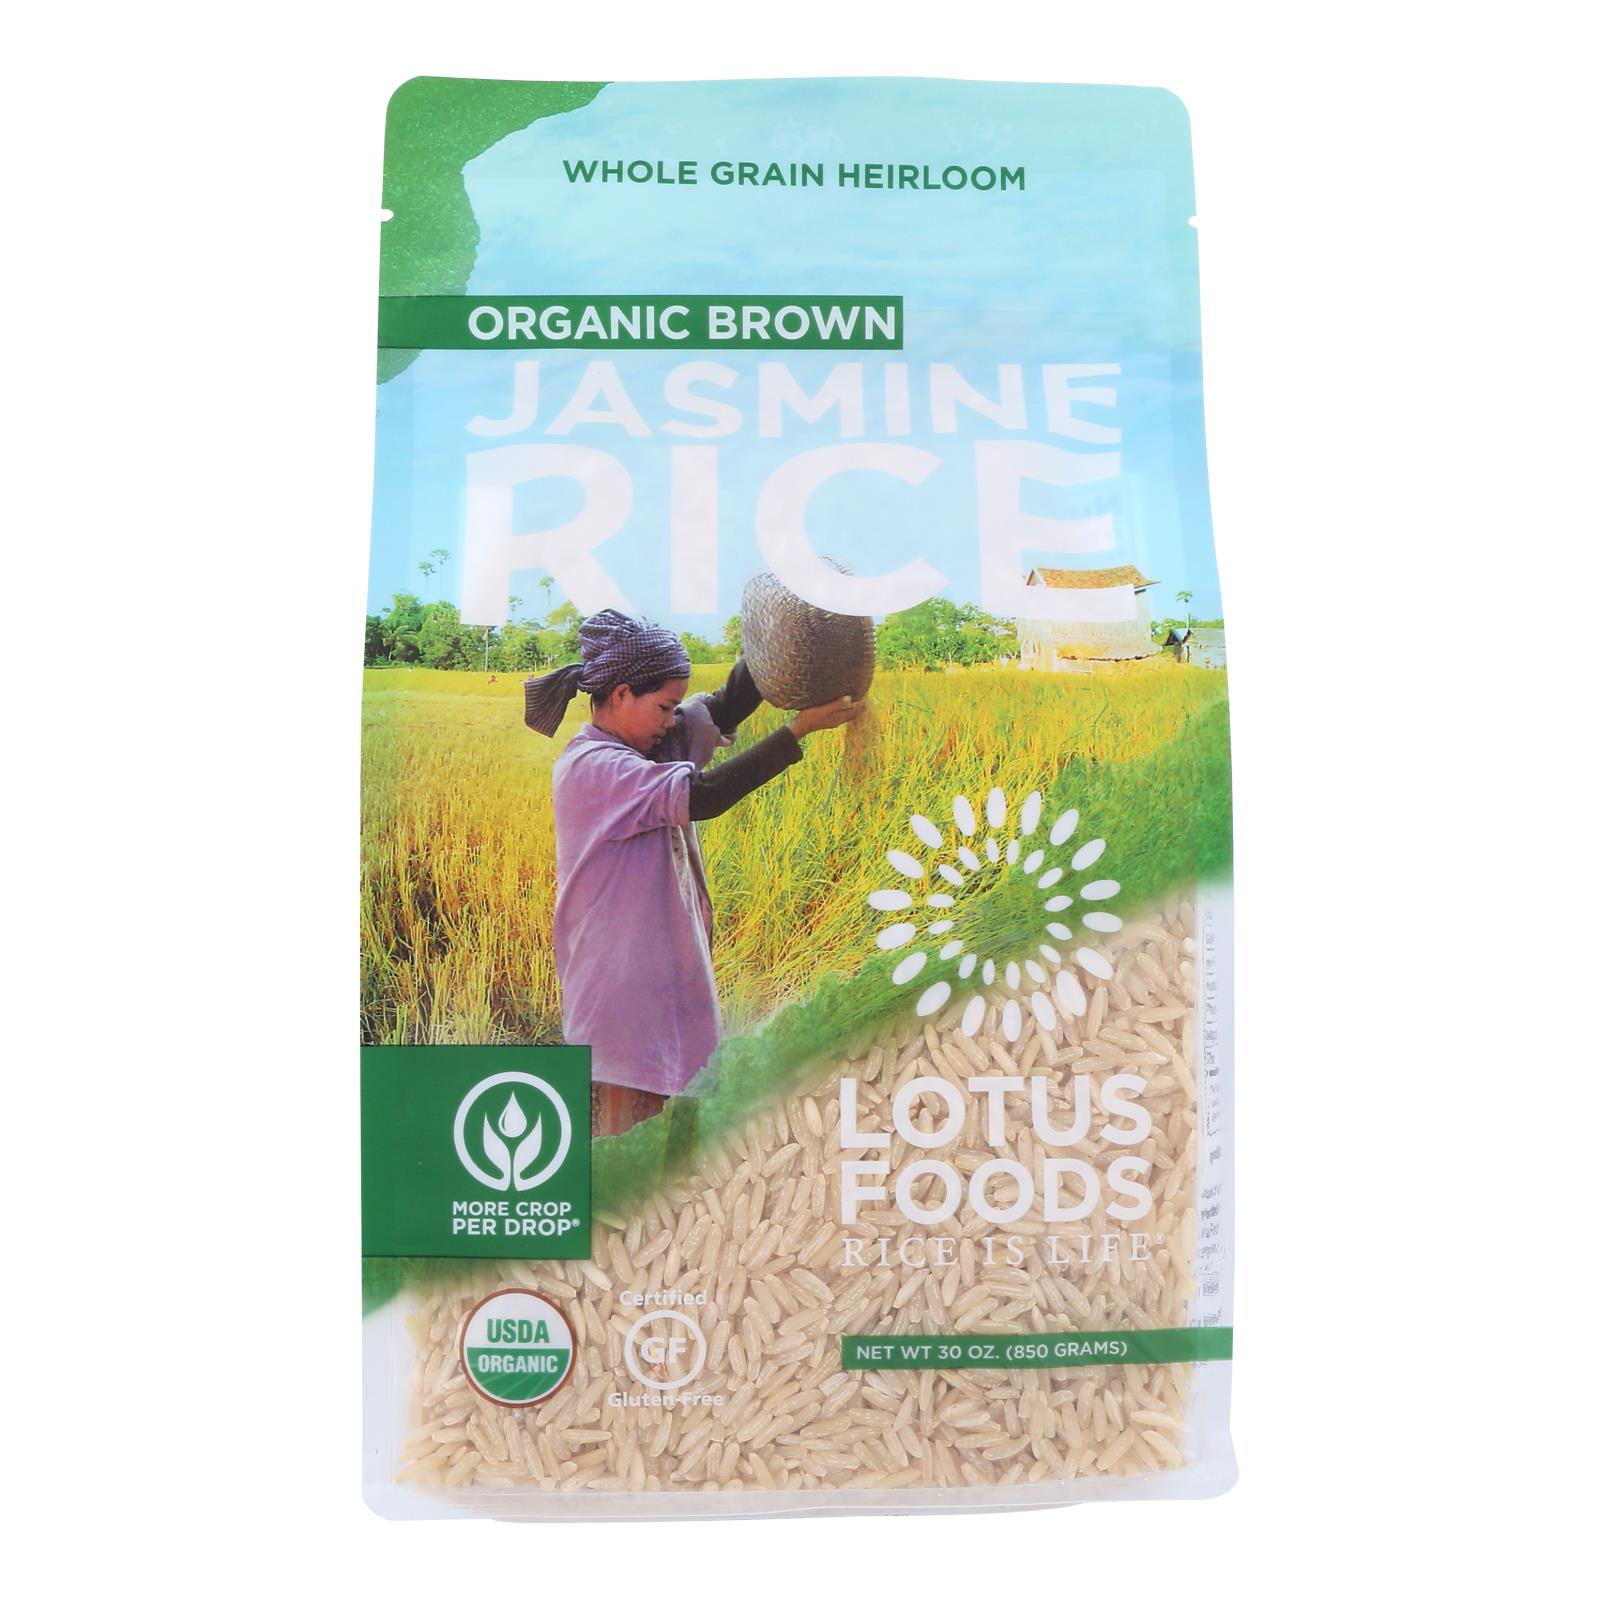 WHOLE GRAIN HEIRLOOM
ORGANIC BROWN
JASMINE
RICE
LOTUS
FOODS
RICE IS LIFE®
MORE CROP
PER DROP®
USDA
ORGANIC
Certified
GF
Gluten-Free
NET WT 30 OZ. (850 GRAMS)